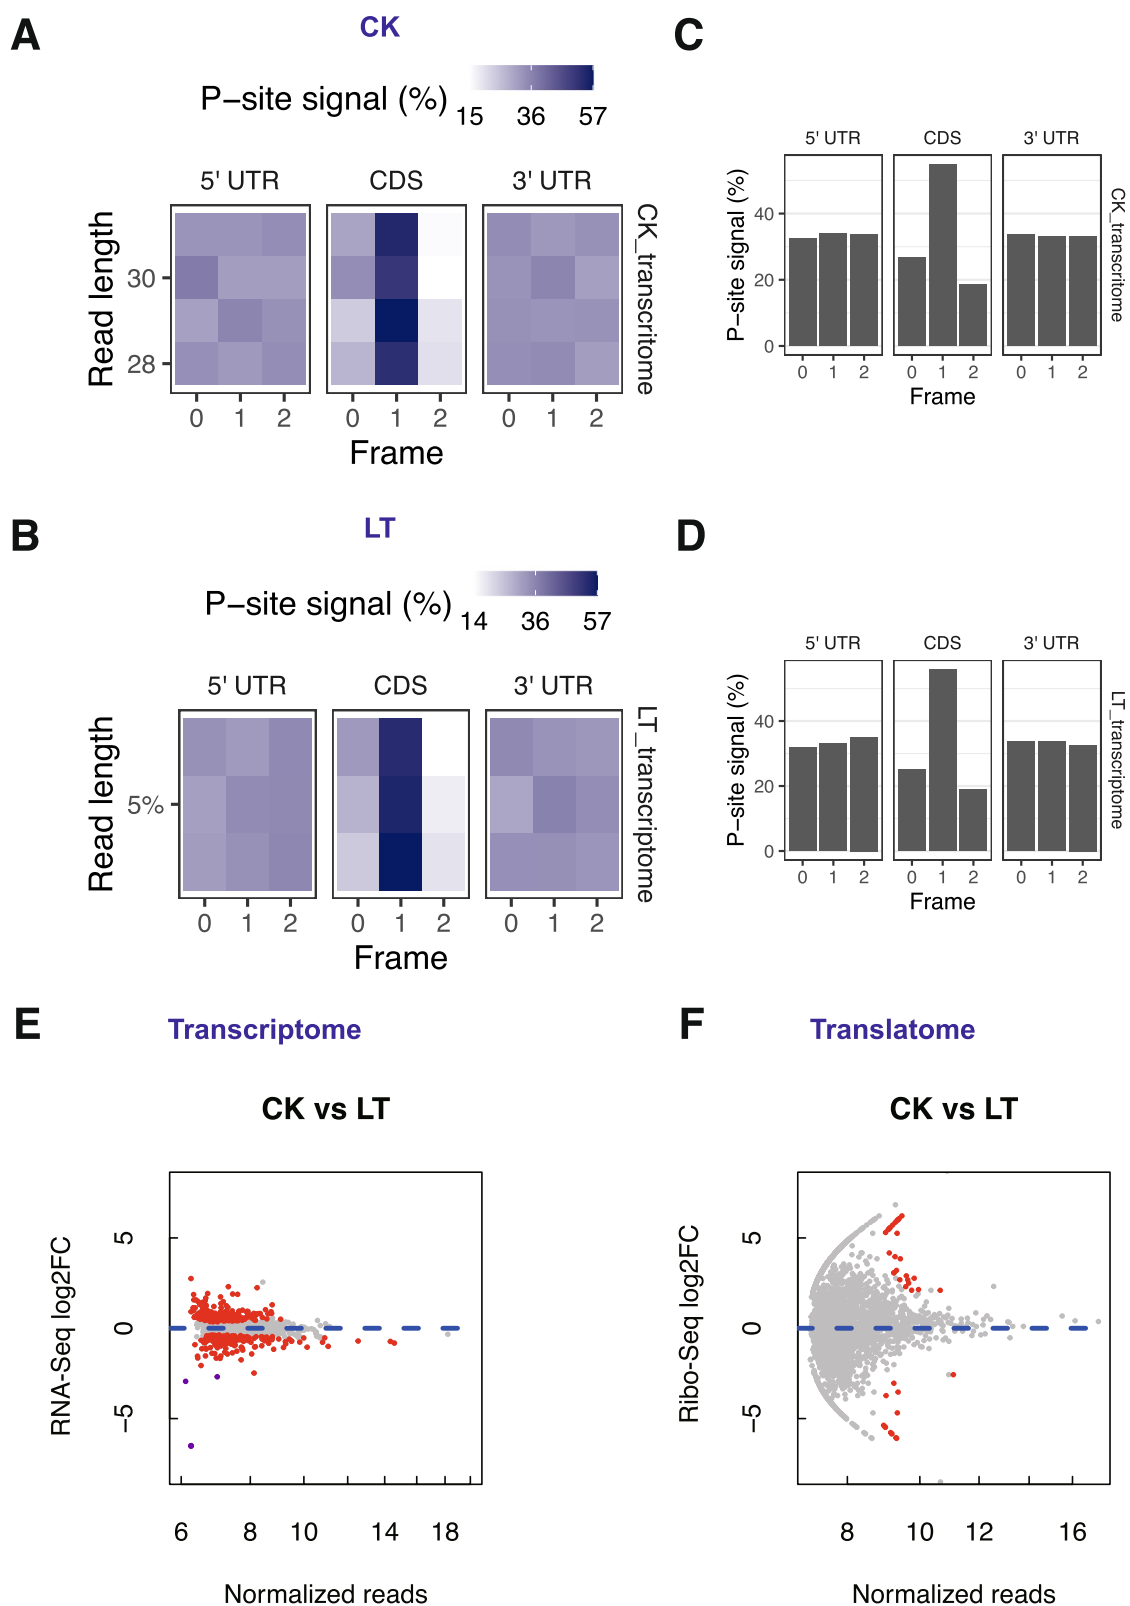 A
CK
P−site signal (%)
15 36 57
5' UTR CDS 3' UTR
Read length
30
28
CK_transcritome
0 1 2 0 1 2 0 1 2
Frame
C
5' UTR CDS 3' UTR
P−site signal (%)
40
20
0
CK_transcritome
0 1 2 0 1 2 0 1 2
Frame
B
LT
P−site signal (%)
14 36 57
5' UTR CDS 3' UTR
Read length
5%
LT_transcriptome
0 1 2 0 1 2 0 1 2
Frame
D
5' UTR CDS 3' UTR
P−site signal (%)
40
20
0
LT_transcriptome
0 1 2 0 1 2 0 1 2
Frame
E
Transcriptome
CK vs LT
RNA−Seq log2FC
5
0
−5
6 8 10 14 18
Normalized reads
F
Translatome
CK vs LT
Ribo−Seq log2FC
5
0
−5
8 10 12 16
Normalized reads